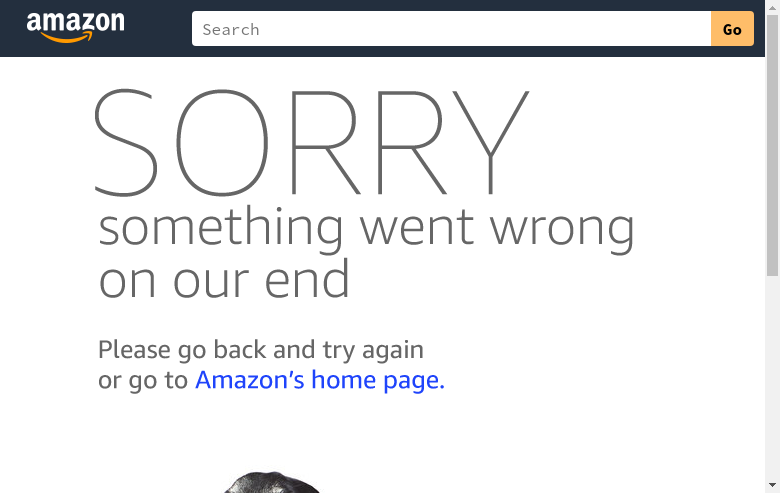 amazon
Search
Go
SORRY
something went wrong
on our end
Please go back and try again
or go to Amazon’s home page.